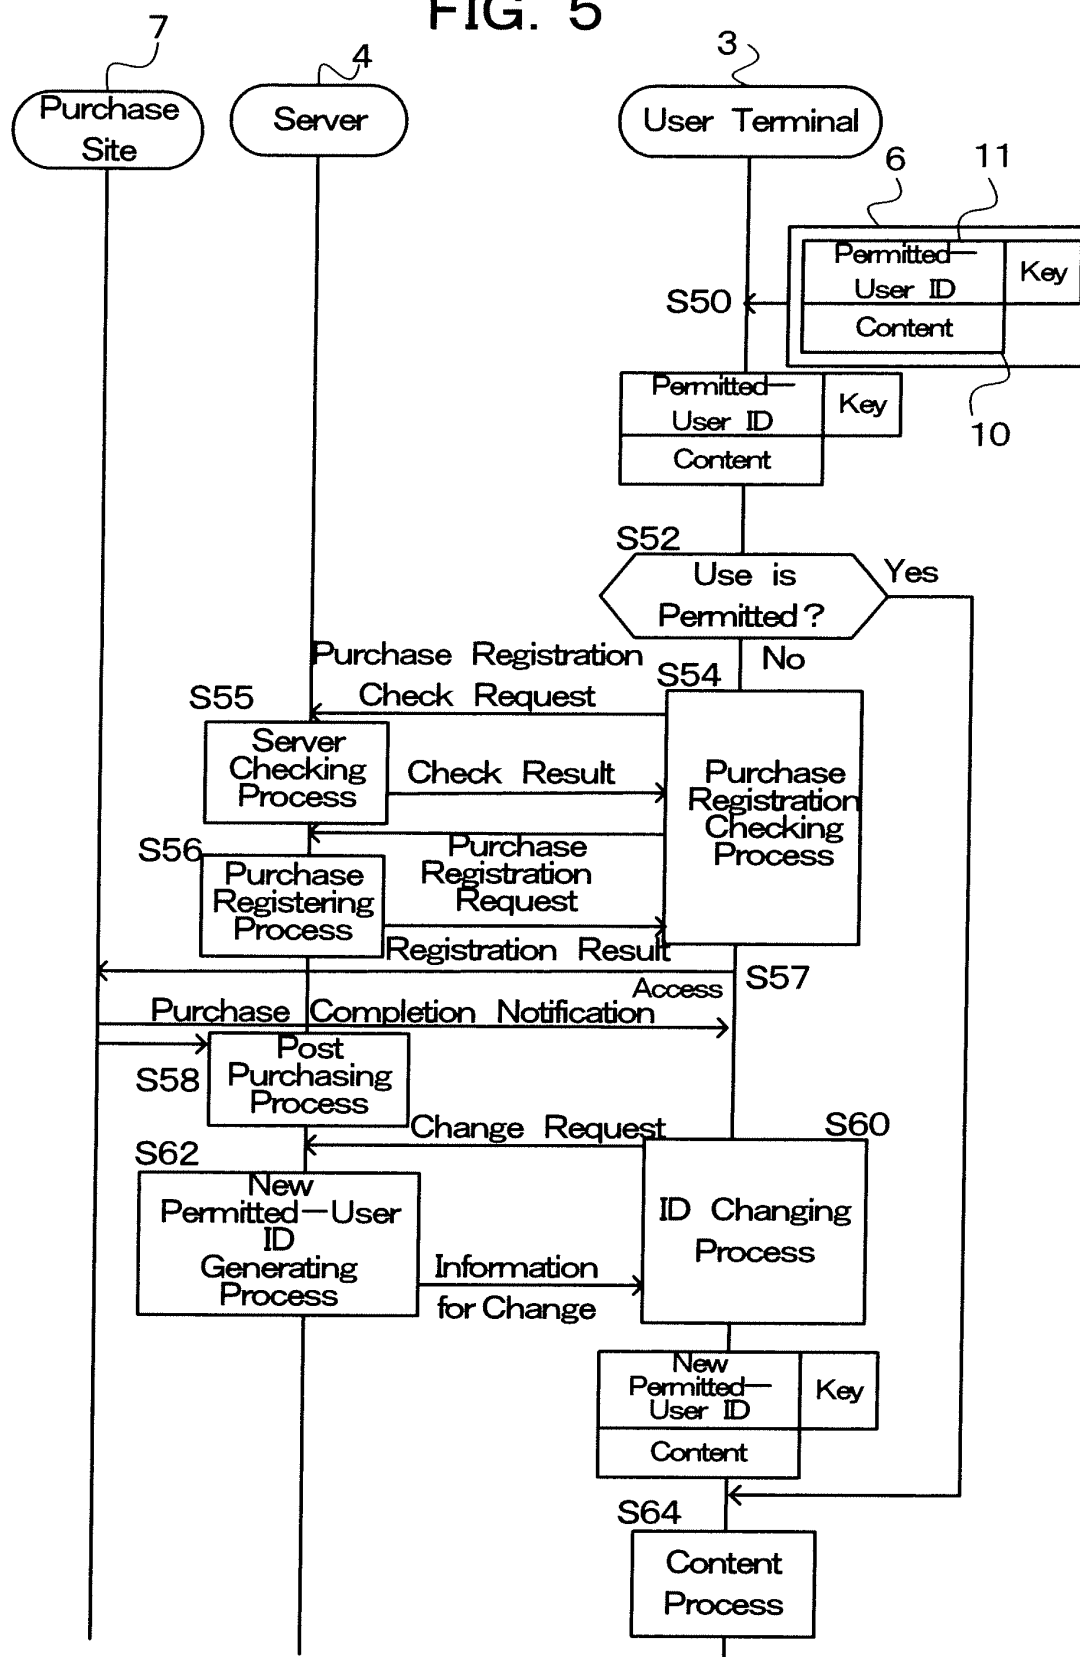 FIG. 5
7
4
3
Purchase
Site
Server
User Terminal
6
11
Permitted—
User ID
Key
Content
S50
10
Permitted—
User ID
Key
Content
S52
Use is
Permitted?
Yes
No
Purchase Registration
Check Request
S54
S55
Server
Checking
Process
Check Result
Purchase
Registration
Checking
Process
S56
Purchase
Registering
Process
Purchase
Registration
Request
Registration Result
S57
Access
Purchase Completion Notification
Post
Purchasing
Process
S58
Change Request
S60
S62
New
Permitted—User
ID
Generating
Process
ID Changing
Process
Information
for Change
New
Permitted—
User ID
Key
Content
S64
Content
Process